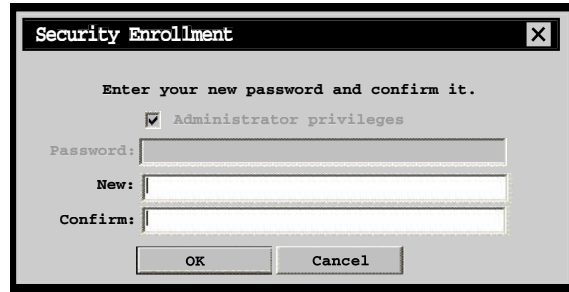 Security Enrollment
Enter your new password and confirm it.
Administrator privileges
Password:
New:
Confirm:
OK Cancel